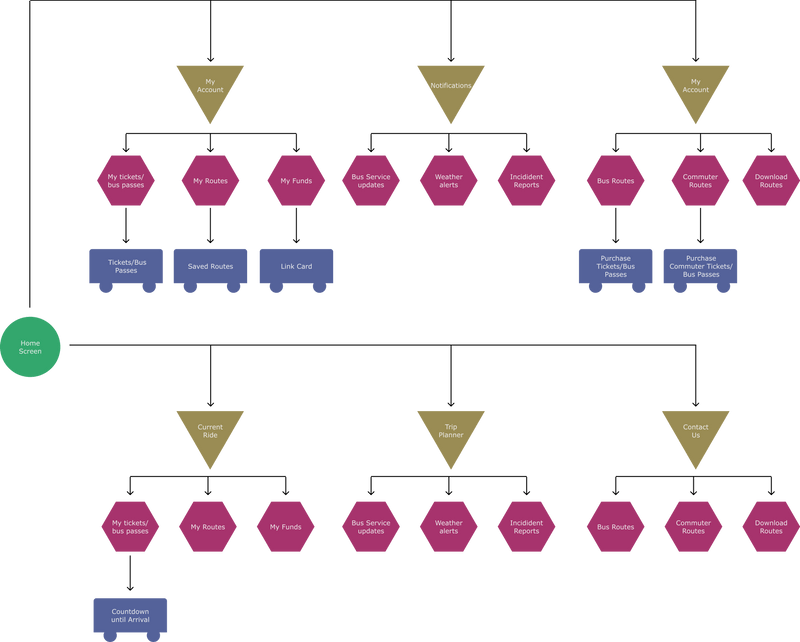 My
Account
Notifications
My
Account
My tickets/
bus passes
My Routes
My Funds
Bus Service
updates
Weather
alerts
Incidident
Reports
Bus Routes
Commuter
Routes
Download
Routes
Tickets/Bus
Passes
Saved Routes
Link Card
Purchase
Tickets/Bus
Passes
Purchase
Commuter Tickets/
Bus Passes
Home
Screen
Current
Ride
Trip
Planner
Contact
Us
My tickets/
bus passes
My Routes
My Funds
Bus Service
updates
Weather
alerts
Incidident
Reports
Bus Routes
Commuter
Routes
Download
Routes
Countdown
until Arrival